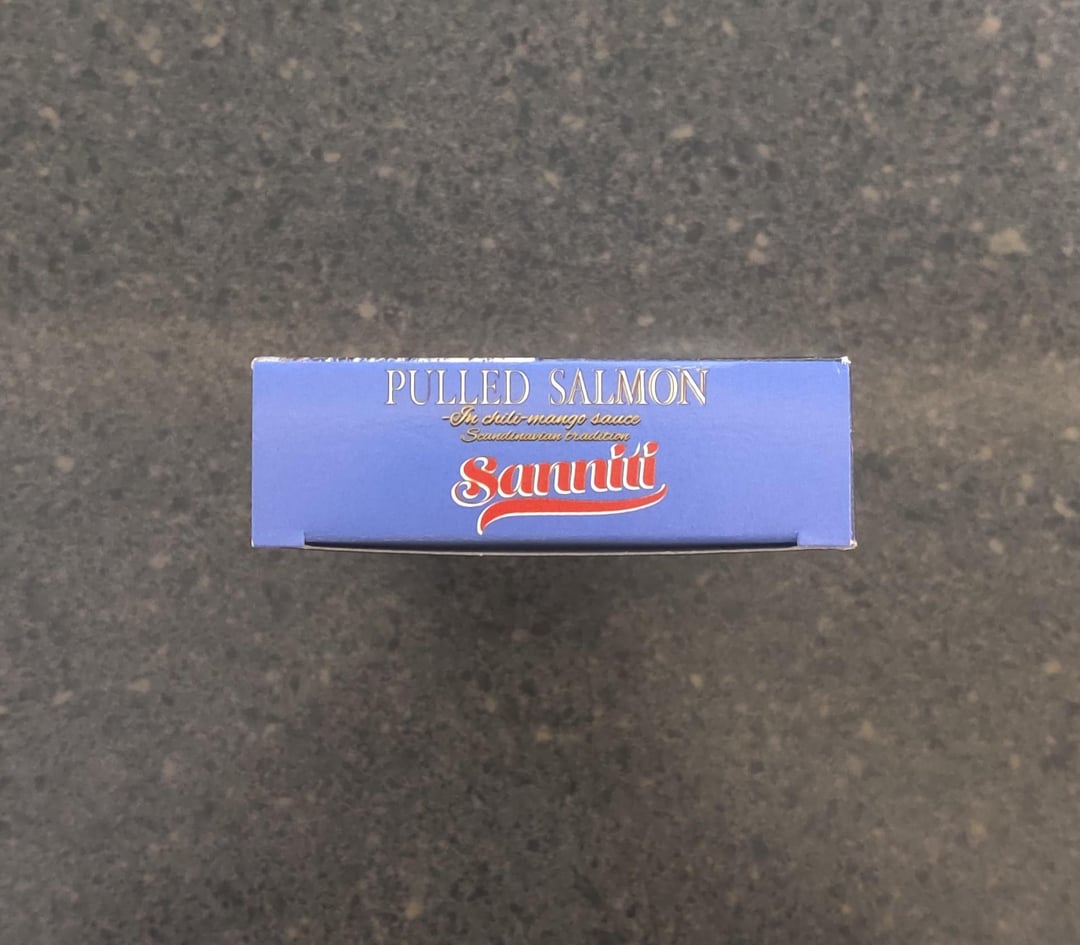 PULLED SALMON
-In chili-mango sauce
Scandinavian tradition
Sanniti